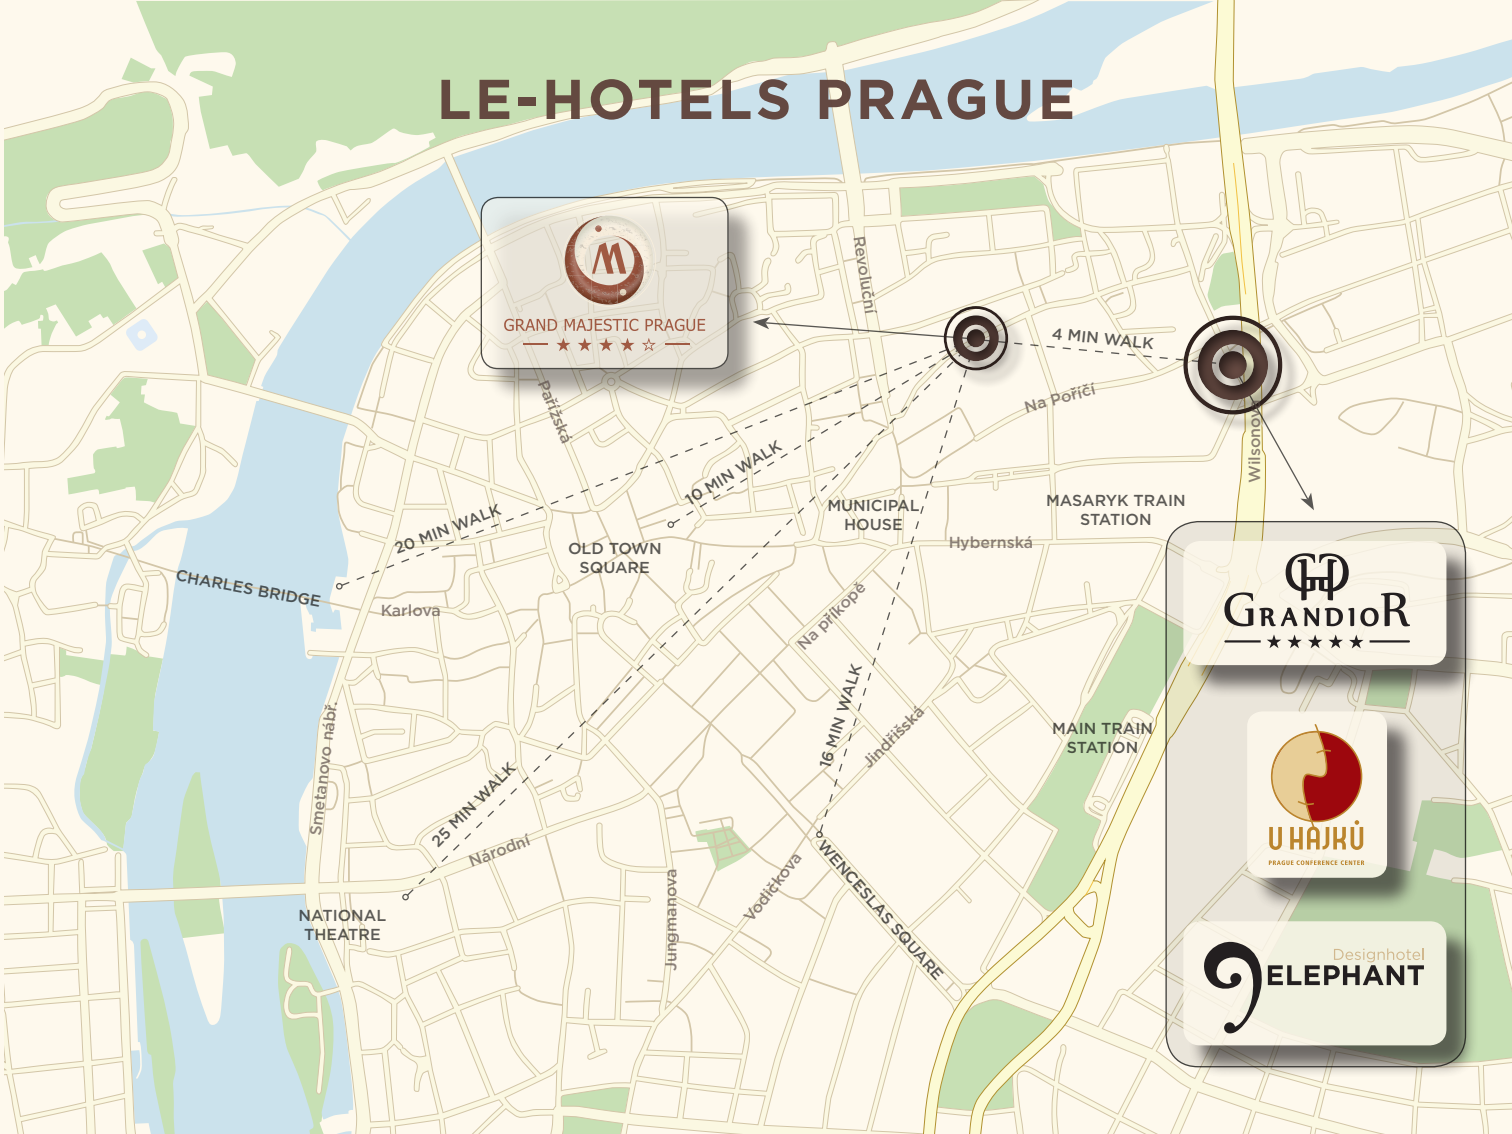 LE-HOTELS PRAGUE
M
GRAND MAJESTIC PRAGUE
Revoluční
4 MIN WALK
Na Poříčí
Pařížská
Wilsonova
10 MIN WALK
20 MIN WALK
MUNICIPAL
HOUSE
MASARYK TRAIN
STATION
Hybernská
OLD TOWN
SQUARE
CHARLES BRIDGE
Karlova
Na příkopě
GRANDIOR
16 MIN WALK
Jindřišská
MAIN TRAIN
STATION
Smetanovo nábř.
25 MIN WALK
Národní
U HÁJKŮ
PRAGUE CONFERENCE CENTER
Vodičkova
WENCESLAS SQUARE
Jungmanova
NATIONAL
THEATRE
Designhotel
ELEPHANT